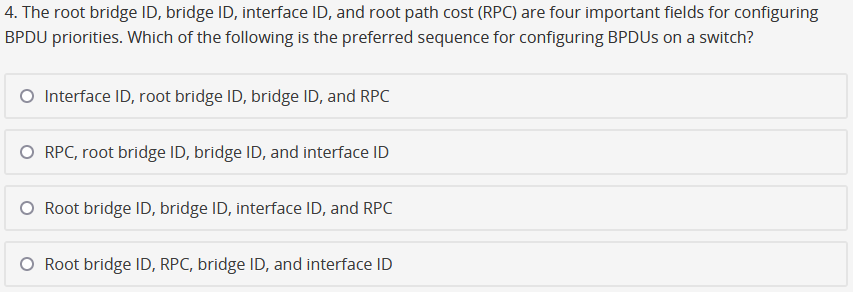 4. The root bridge ID, bridge ID, interface ID, and root path cost (RPC) are four important fields for configuring
BPDU priorities. Which of the following is the preferred sequence for configuring BPDUs on a switch?
Interface ID, root bridge ID, bridge ID, and RPC
RPC, root bridge ID, bridge ID, and interface ID
Root bridge ID, bridge ID, interface ID, and RPC
Root bridge ID, RPC, bridge ID, and interface ID